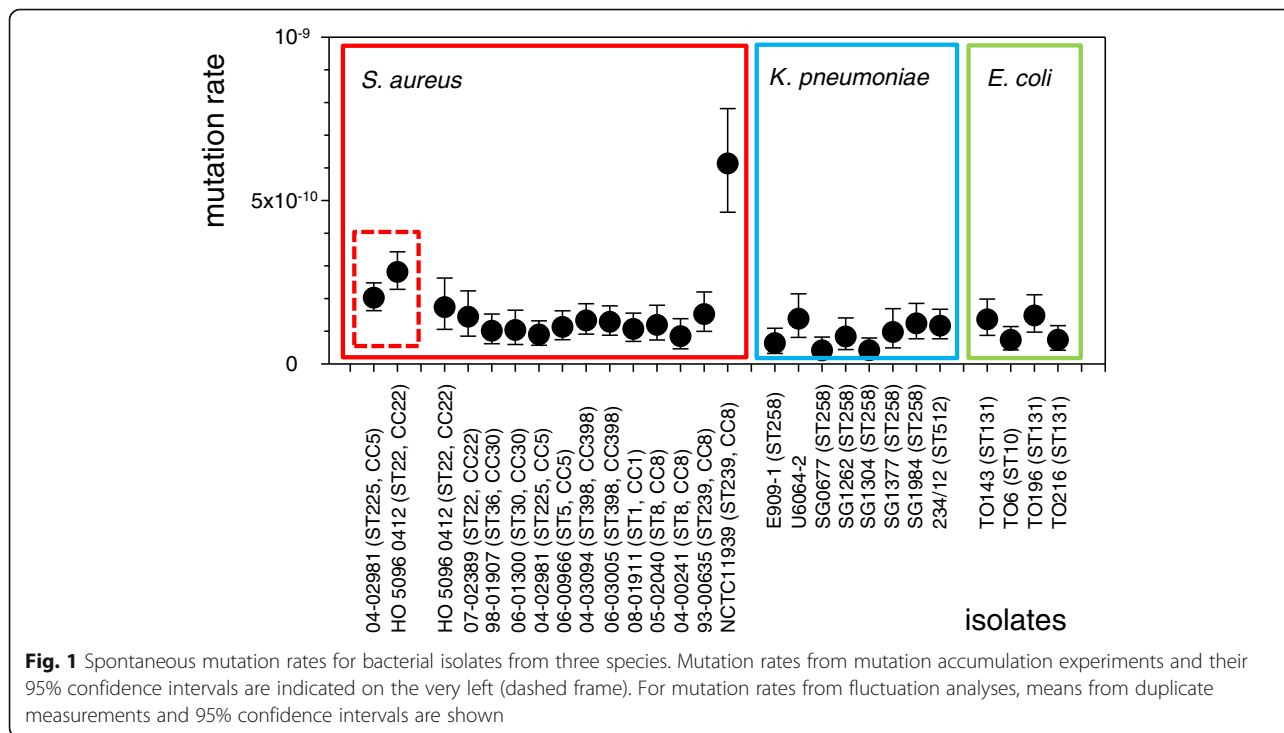 10⁻⁹
5x10⁻¹⁰
0
mutation rate
S. aureus
K. pneumoniae
E. coli
04-02981 (ST225, CC5)
HO 5096 0412 (ST22, CC22)
HO 5096 0412 (ST22, CC22)
07-02389 (ST22, CC22)
98-01907 (ST36, CC30)
06-01300 (ST30, CC30)
04-02981 (ST225, CC5)
06-00966 (ST5, CC5)
04-03094 (ST398, CC398)
06-03005 (ST398, CC398)
08-01911 (ST1, CC1)
05-02040 (ST8, CC8)
04-00241 (ST8, CC8)
93-00635 (ST239, CC8)
NCTC11939 (ST239, CC8)
E909-1 (ST258)
U6064-2
SG0677 (ST258)
SG1262 (ST258)
SG1304 (ST258)
SG1377 (ST258)
SG1984 (ST258)
234/12 (ST512)
TO143 (ST131)
TO6 (ST10)
TO196 (ST131)
TO216 (ST131)
isolates
Fig. 1 Spontaneous mutation rates for bacterial isolates from three species. Mutation rates from mutation accumulation experiments and their
95% confidence intervals are indicated on the very left (dashed frame). For mutation rates from fluctuation analyses, means from duplicate
measurements and 95% confidence intervals are shown